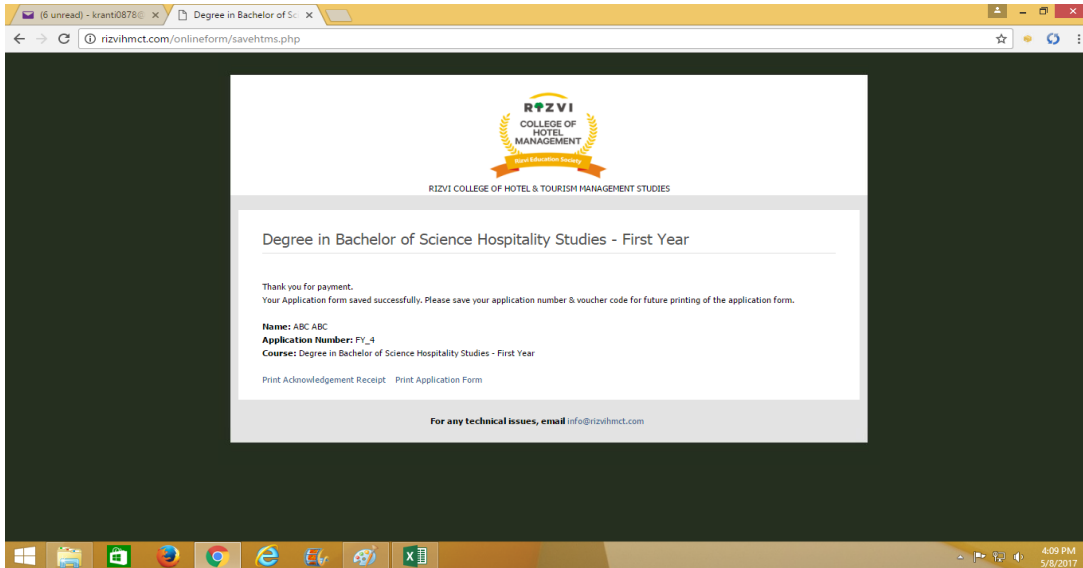 (6 unread) - kranti0878@
Degree in Bachelor of Sc
rizvihmct.com/onlineform/savehtms.php
RIZVI
COLLEGE OF
HOTEL
MANAGEMENT
Rizvi Education Society
RIZVI COLLEGE OF HOTEL & TOURISM MANAGEMENT STUDIES
Degree in Bachelor of Science Hospitality Studies - First Year
Thank you for payment.
Your Application form saved successfully. Please save your application number & voucher code for future printing of the application form.
Name: ABC ABC
Application Number: FY_4
Course: Degree in Bachelor of Science Hospitality Studies - First Year
Print Acknowledgement Receipt Print Application Form
For any technical issues, email info@rizvihmct.com
4:09 PM
5/8/2017